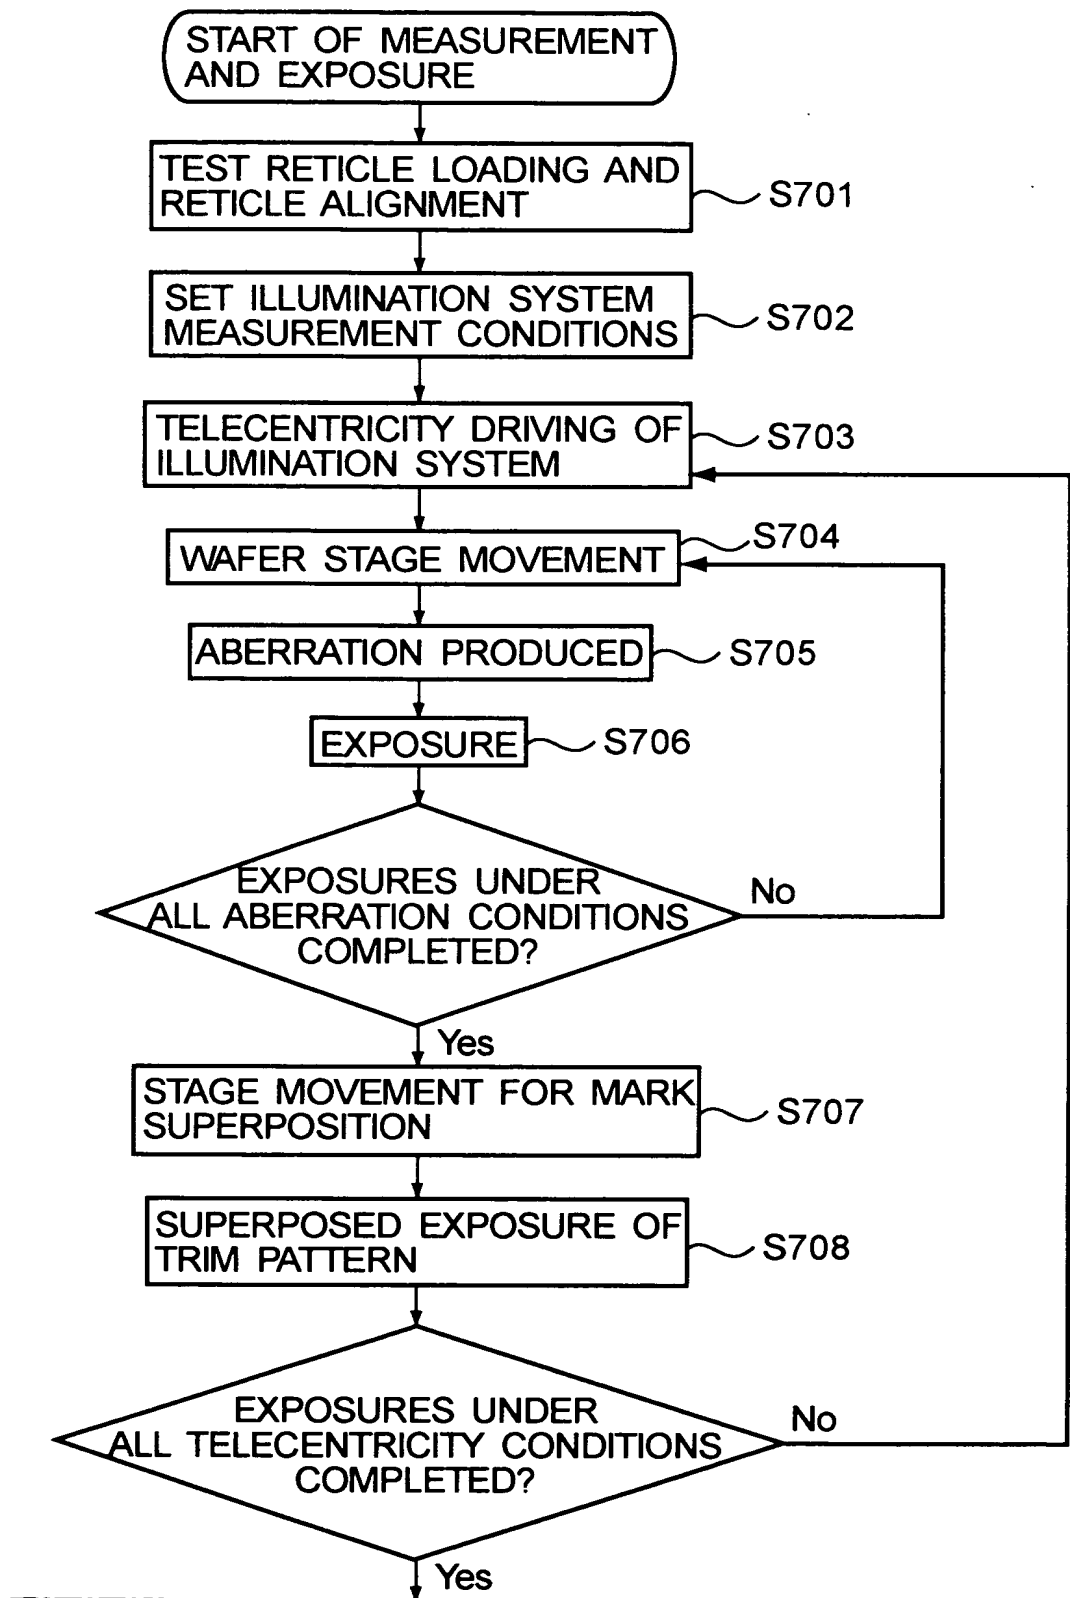 START OF MEASUREMENT
AND EXPOSURE
TEST RETICLE LOADING AND
RETICLE ALIGNMENT
S701
SET ILLUMINATION SYSTEM
MEASUREMENT CONDITIONS
S702
TELECENTRICITY DRIVING OF
ILLUMINATION SYSTEM
S703
WAFER STAGE MOVEMENT
S704
ABERRATION PRODUCED
S705
EXPOSURE
S706
EXPOSURES UNDER
ALL ABERRATION CONDITIONS
COMPLETED?
No
Yes
STAGE MOVEMENT FOR MARK
SUPERPOSITION
S707
SUPERPOSED EXPOSURE OF
TRIM PATTERN
S708
EXPOSURES UNDER
ALL TELECENTRICITY CONDITIONS
COMPLETED?
No
Yes